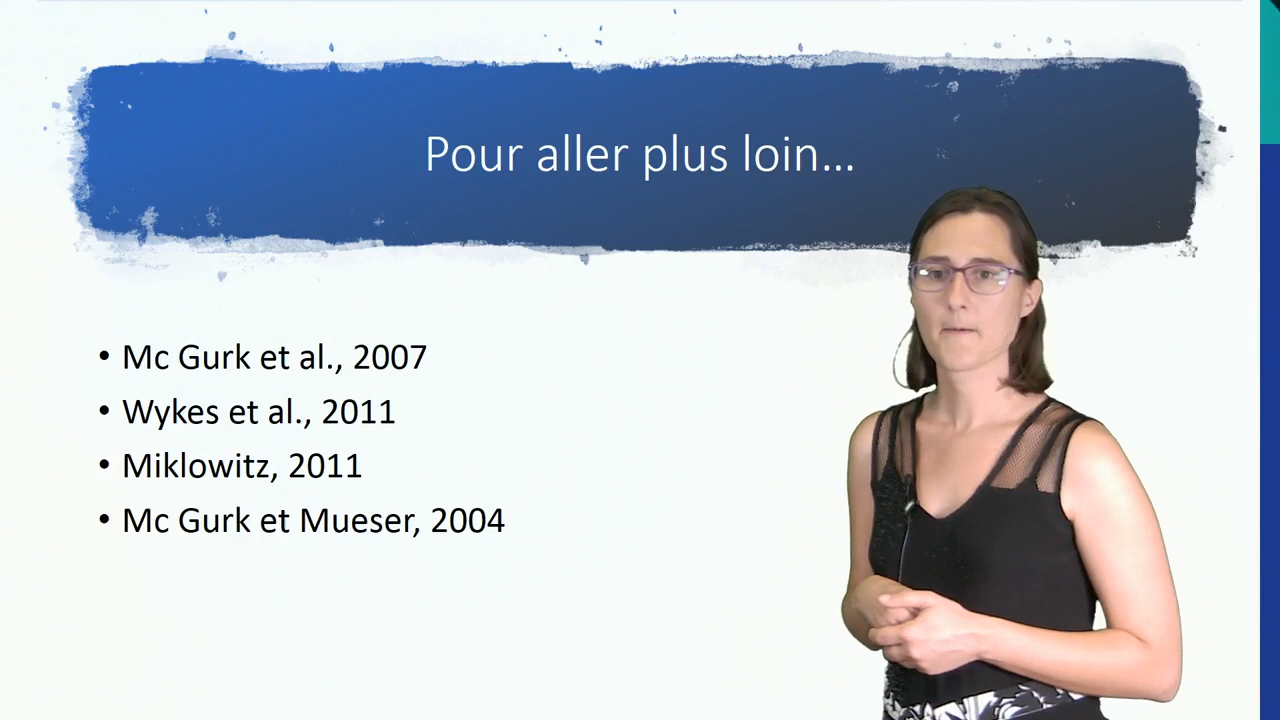 Pour aller plus loin...
• Mc Gurk et al., 2007
• Wykes et al., 2011
• Miklowitz, 2011
• Mc Gurk et Mueser, 2004